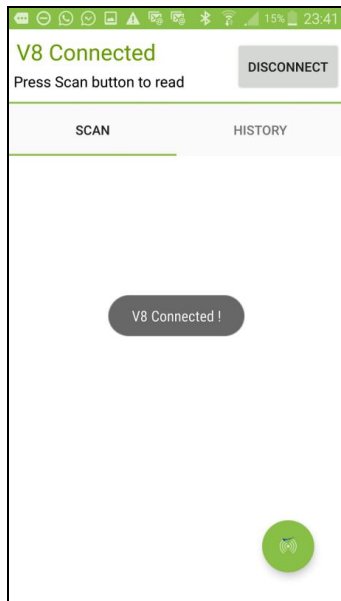 15% 23:41
V8 Connected
Press Scan button to read
DISCONNECT
SCAN
HISTORY
V8 Connected !